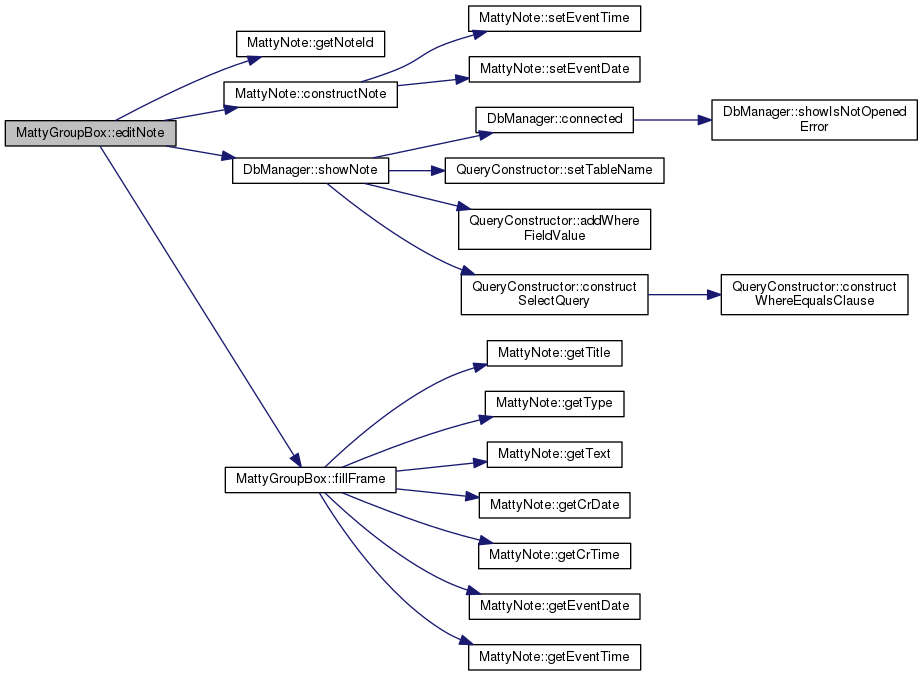 MattyGroupBox::editNote
MattyNote::getNoteId
MattyNote::constructNote
MattyNote::setEventTime
MattyNote::setEventDate
DbManager::showNote
DbManager::connected
DbManager::showIsNotOpened
Error
QueryConstructor::setTableName
QueryConstructor::addWhere
FieldValue
QueryConstructor::construct
SelectQuery
QueryConstructor::construct
WhereEqualsClause
MattyGroupBox::fillFrame
MattyNote::getTitle
MattyNote::getType
MattyNote::getText
MattyNote::getCrDate
MattyNote::getCrTime
MattyNote::getEventDate
MattyNote::getEventTime